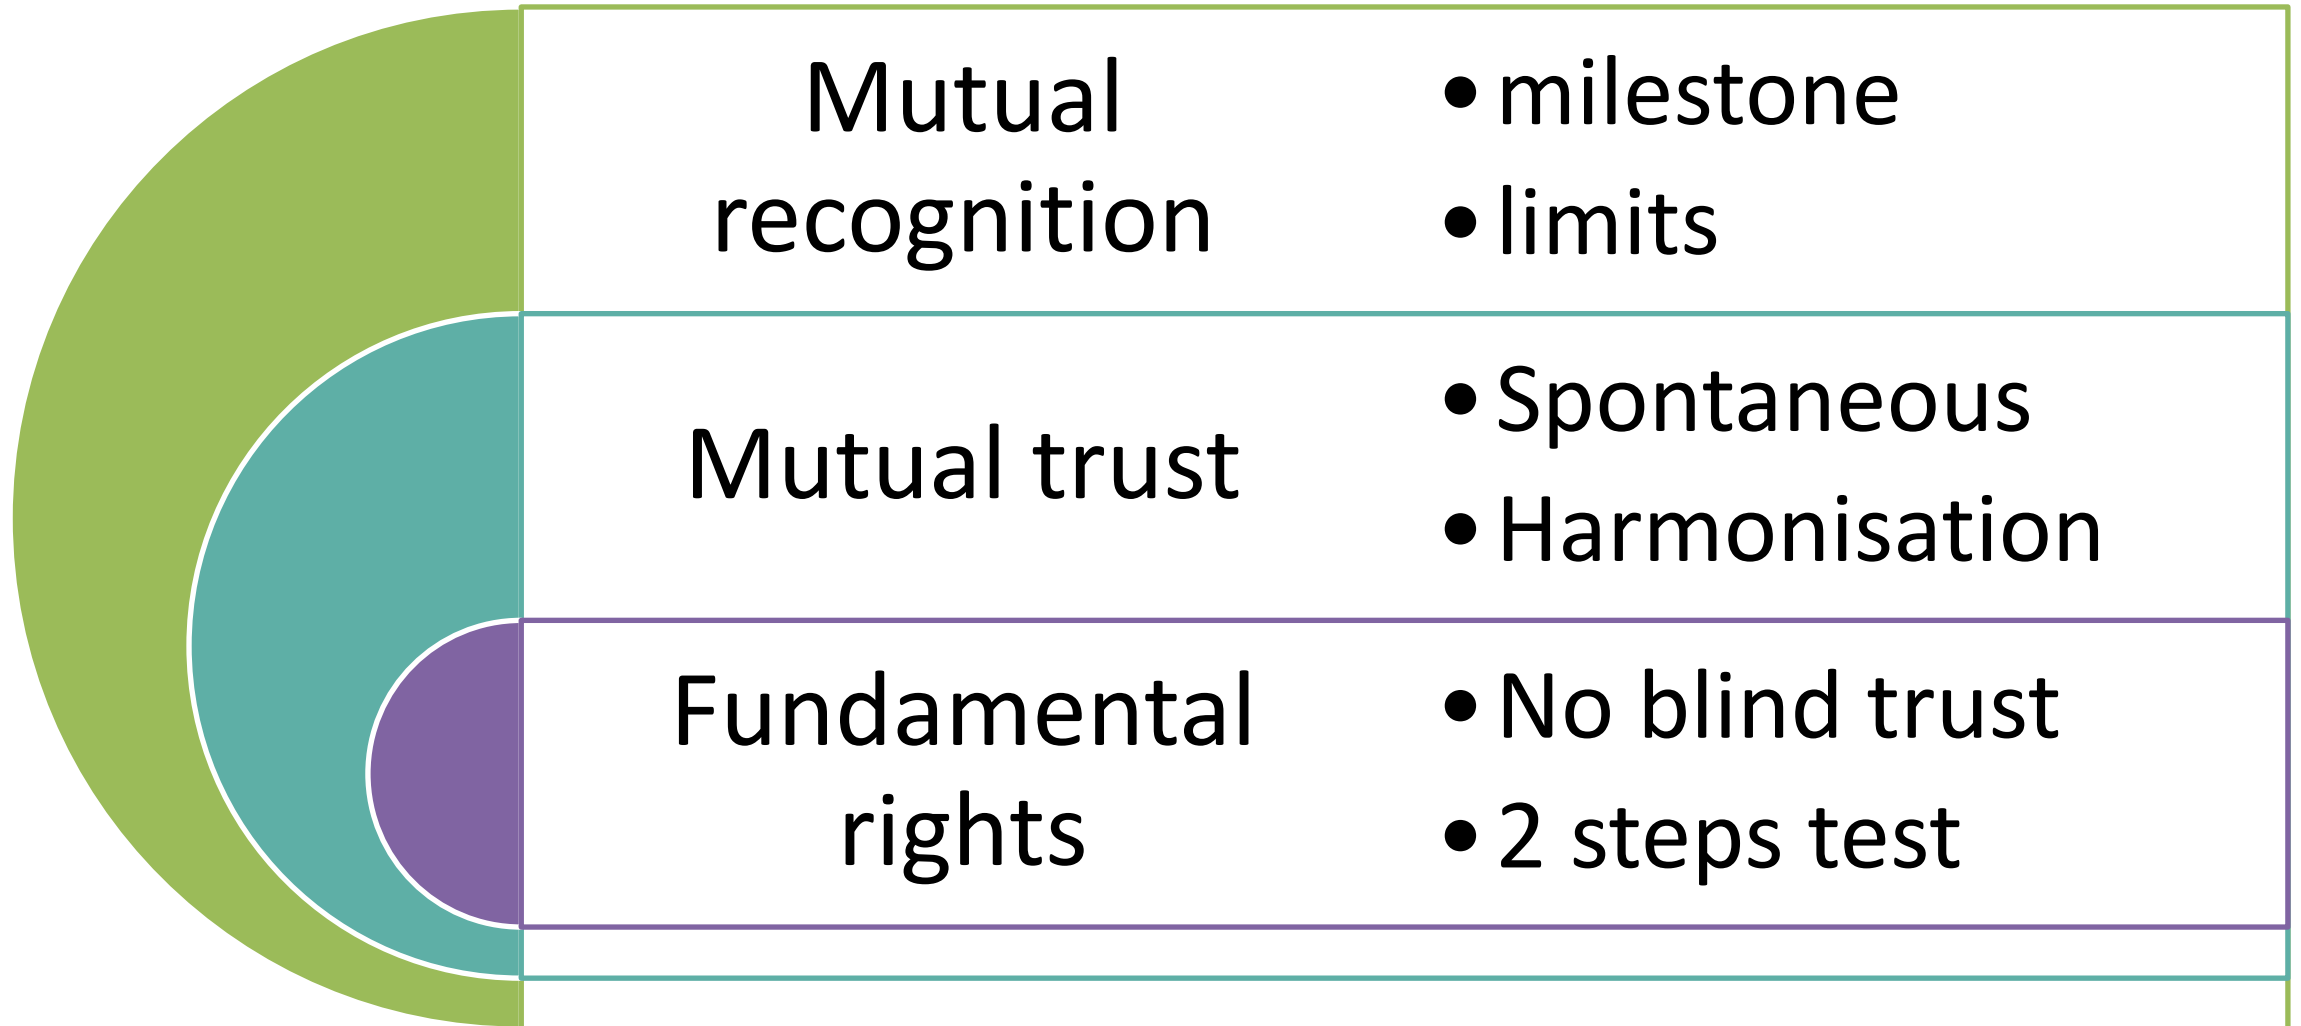 Mutual
recognition
• milestone
• limits
Mutual trust
• Spontaneous
• Harmonisation
Fundamental
rights
• No blind trust
• 2 steps test